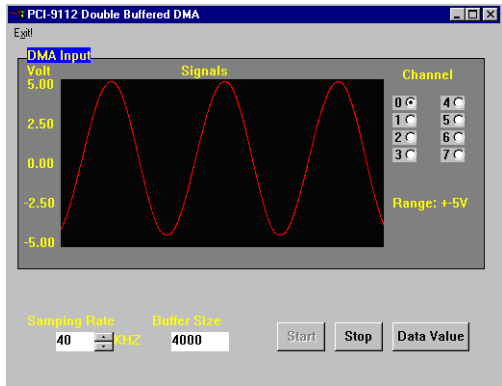 PCI-9112 Double Buffered DMA
Exit!
DMA Input
Volt
Signals
Channel
5.00
2.50
0.00
-2.50
-5.00
0 4
1 5
2 6
3 7
Range: +-5V
Samping Rate
Buffer Size
40 KHZ
4000
Start
Stop
Data Value